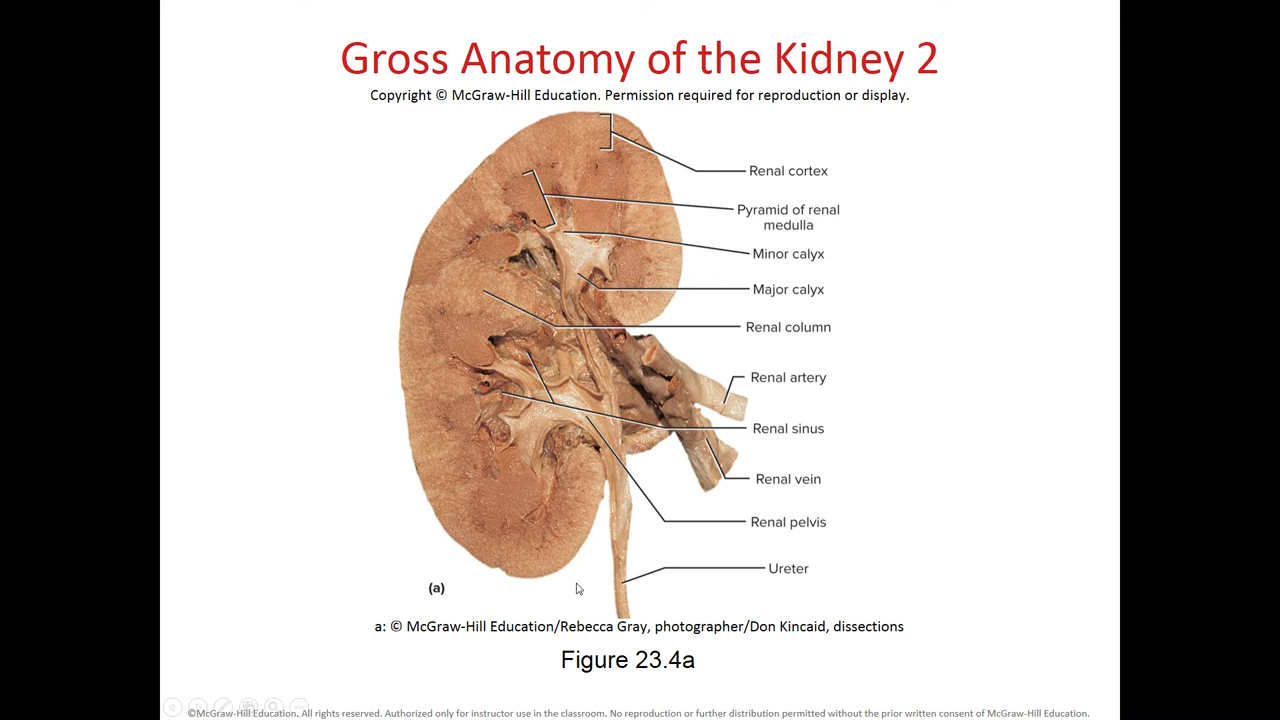 Gross Anatomy of the Kidney 2
Copyright © McGraw-Hill Education. Permission required for reproduction or display.
Renal cortex
Pyramid of renal
medulla
Minor calyx
Major calyx
Renal column
Renal artery
Renal sinus
Renal vein
Renal pelvis
Ureter
(a)
a: © McGraw-Hill Education/Rebecca Gray, photographer/Don Kincaid, dissections
Figure 23.4a
©McGraw-Hill Education. All rights reserved. Authorized only for instructor use in the classroom. No reproduction or further distribution permitted without the prior written consent of McGraw-Hill Education.